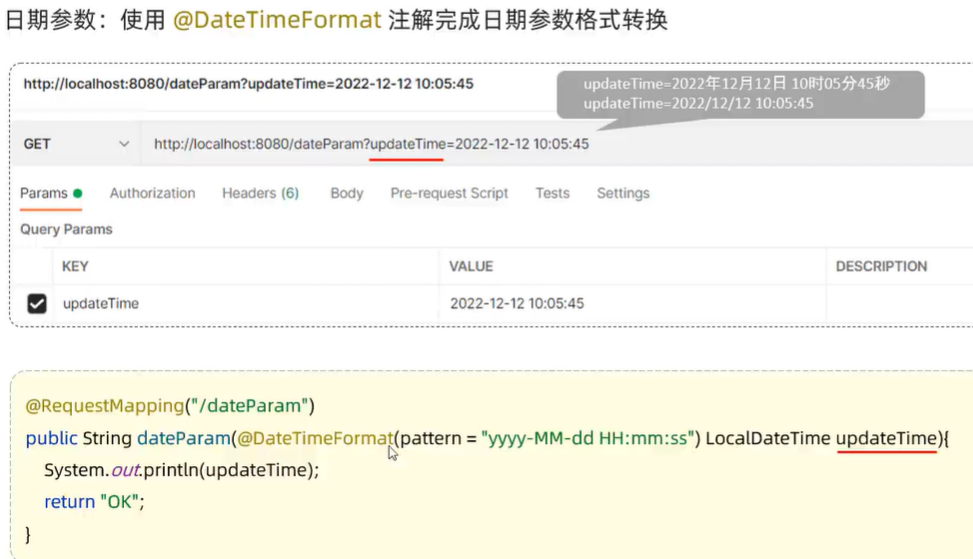 日期参数：使用 @DateTimeFormat 注解完成日期参数格式转换
http://localhost:8080/dateParam?updateTime=2022-12-12 10:05:45
updateTime=2022年12月12日 10时05分45秒
updateTime=2022/12/12 10:05:45
GET http://localhost:8080/dateParam?updateTime=2022-12-12 10:05:45
Params Authorization Headers (6) Body Pre-request Script Tests Settings
Query Params
KEY VALUE DESCRIPTION
updateTime 2022-12-12 10:05:45
@RequestMapping("/dateParam")
public String dateParam(@DateTimeFormat(pattern = "yyyy-MM-dd HH:mm:ss") LocalDateTime updateTime){
System.out.println(updateTime);
return "OK";
}